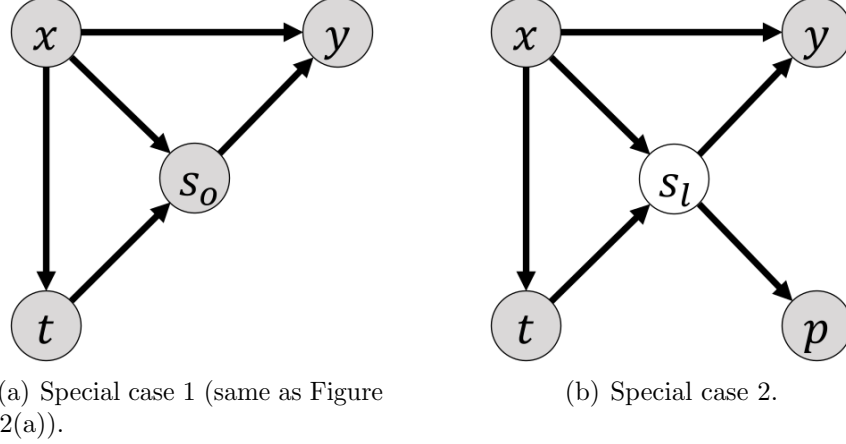 x
y
s_o
t
x
y
s_l
t
p
(a) Special case 1 (same as Figure
2(a)).
(b) Special case 2.